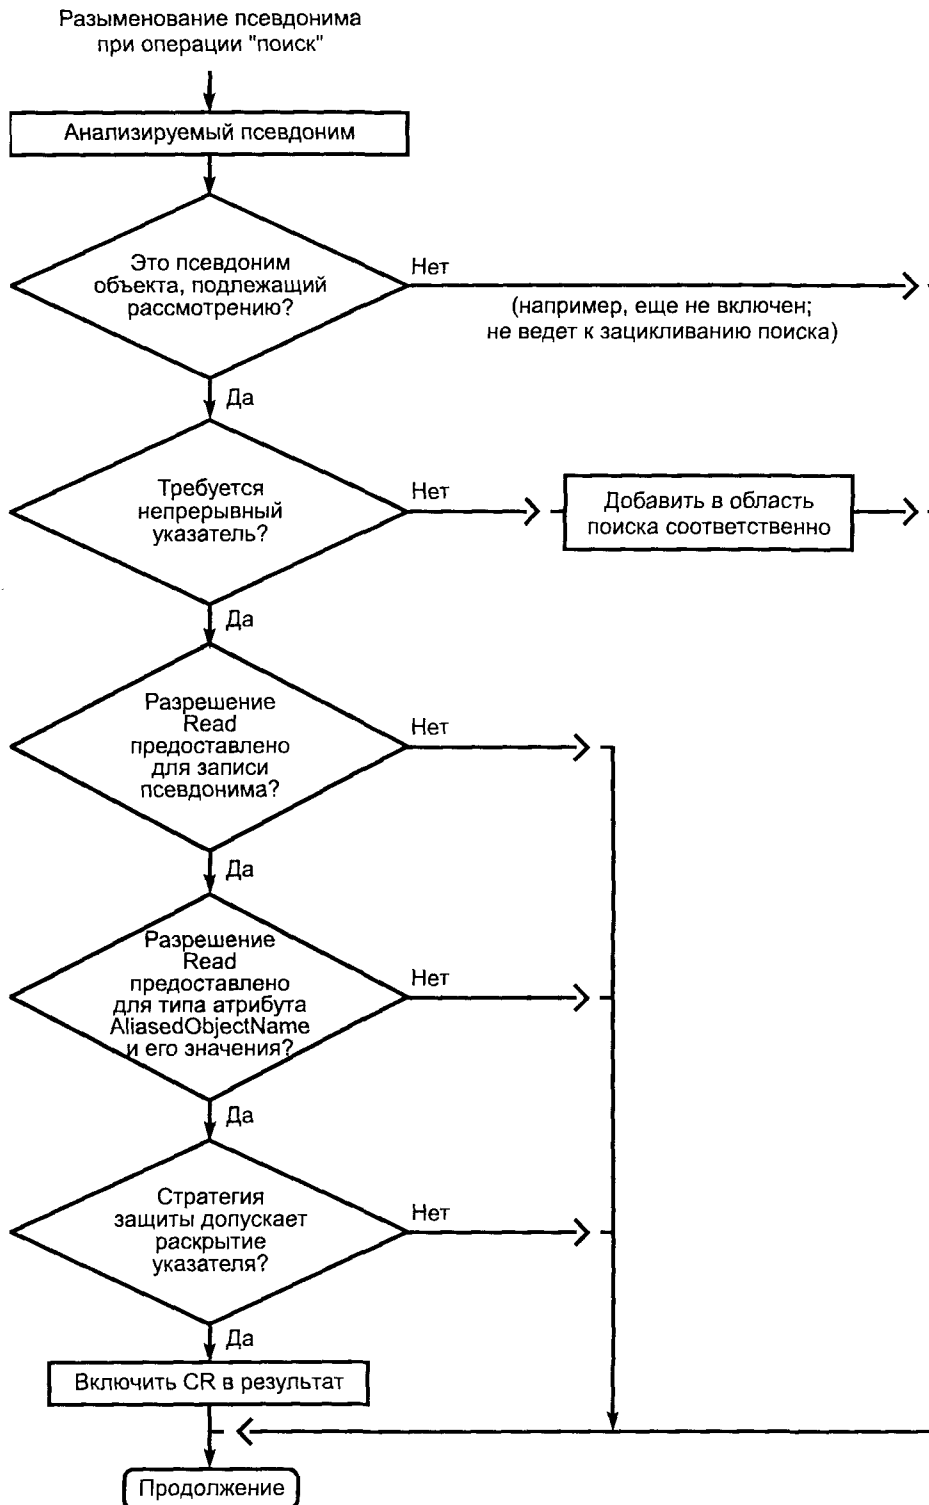 Разыменование псевдонима
при операции "поиск"
Анализируемый псевдоним
Это псевдоним
объекта, подлежащий
рассмотрению?
Нет
(например, еще не включен;
не ведет к зацикливанию поиска)
Да
Требуется
непрерывный
указатель?
Нет
Добавить в область
поиска соответственно
Да
Разрешение
Read
предоставлено
для записи
псевдонима?
Нет
Да
Разрешение
Read
предоставлено
для типа атрибута
AliasedObjectName
и его значения?
Нет
Да
Стратегия
защиты допускает
раскрытие
указателя?
Нет
Да
Включить CR в результат
Продолжение